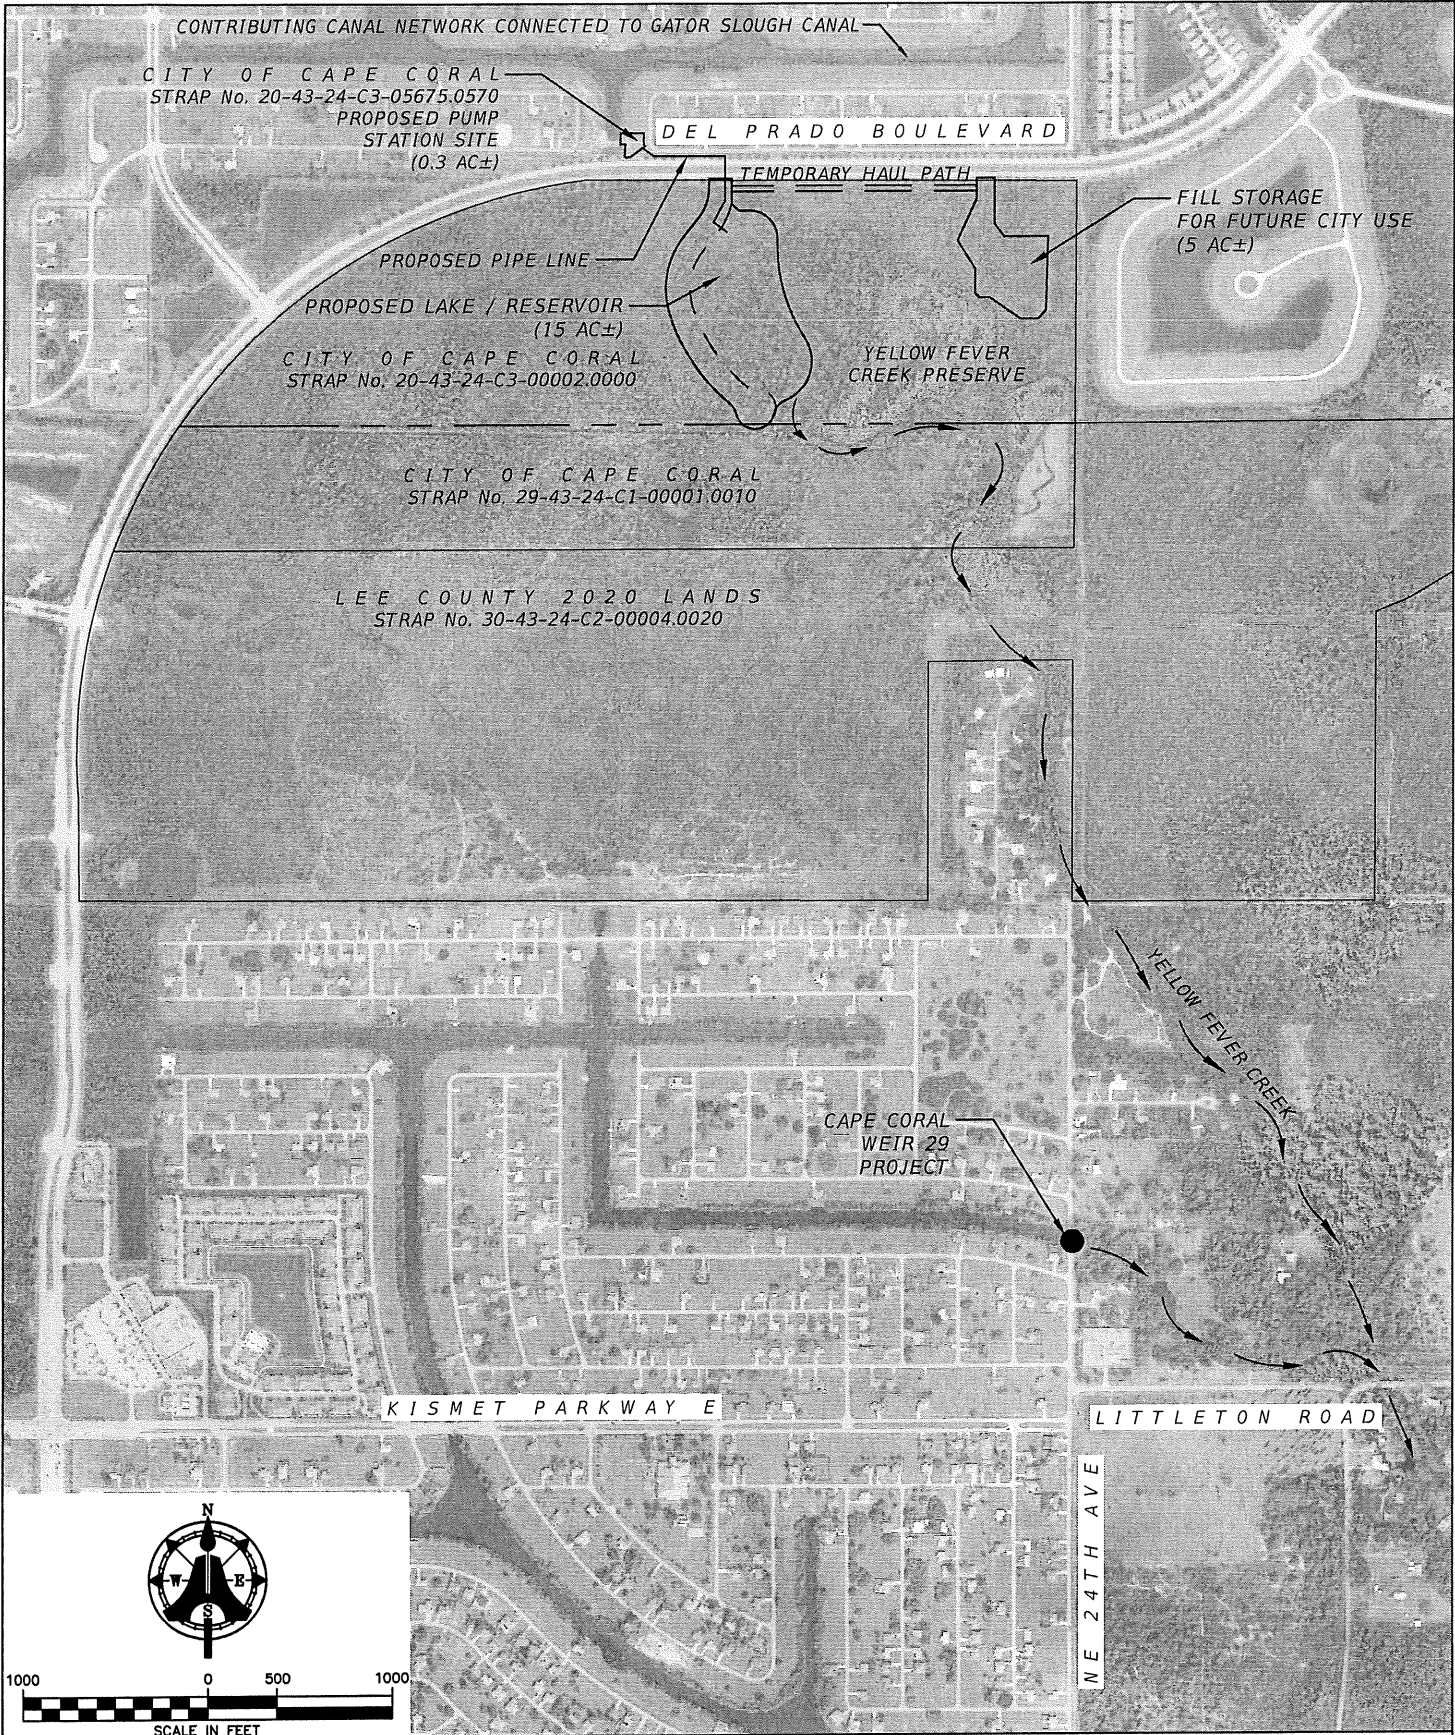 CONTRIBUTING CANAL NETWORK CONNECTED TO GATOR SLOUGH CANAL
CITY OF CAPE CORAL
STRAP No. 20-43-24-C3-05675.0570
PROPOSED PUMP
STATION SITE
(0.3 AC±)
DEL PRADO BOULEVARD
TEMPORARY HAUL PATH
FILL STORAGE
FOR FUTURE CITY USE
(5 AC±)
PROPOSED PIPE LINE
PROPOSED LAKE / RESERVOIR
(15 AC±)
CITY OF CAPE CORAL
STRAP No. 20-43-24-C3-00002.0000
YELLOW FEVER
CREEK PRESERVE
CITY OF CAPE CORAL
STRAP No. 29-43-24-C1-00001.0010
LEE COUNTY 2020 LANDS
STRAP No. 30-43-24-C2-00004.0020
YELLOW FEVER CREEK
CAPE CORAL
WEIR 29
PROJECT
KISMET PARKWAY E
LITTLETON ROAD
NE 24TH AVE
N
W E
S
1000 0 500 1000
SCALE IN FEET